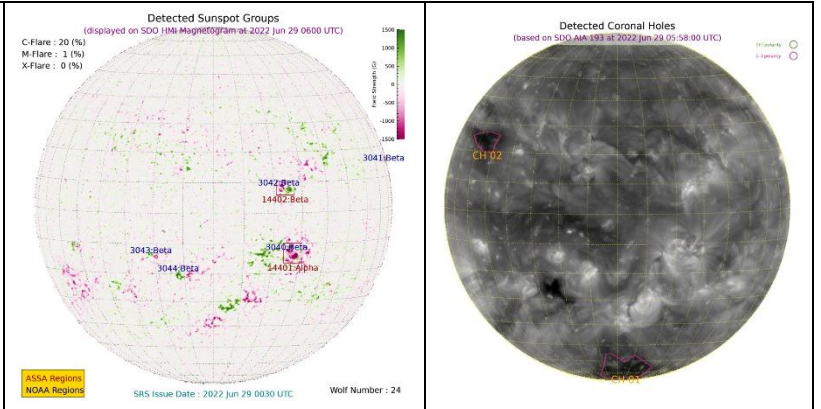 Detected Sunspot Groups
(displayed on SDO HMI Magnetogram at 2022 Jun 29 0600 UTC)
C-Flare : 20 (%)
M-Flare : 1 (%)
X-Flare : 0 (%)
1500
1000
500
0
-500
-1000
-1500
Field Strength (G)
3041:Beta
3042:Beta
14402:Beta
3043:Beta
3040:Beta
3044:Beta
14401:Alpha
ASSA Regions
NOAA Regions
SRS Issue Date : 2022 Jun 29 0030 UTC
Wolf Number : 24
Detected Coronal Holes
(based on SDO AIA 193 at 2022 Jun 29 05:58:00 UTC)
(+) polarity
(-) polarity
CH 02
CH 01